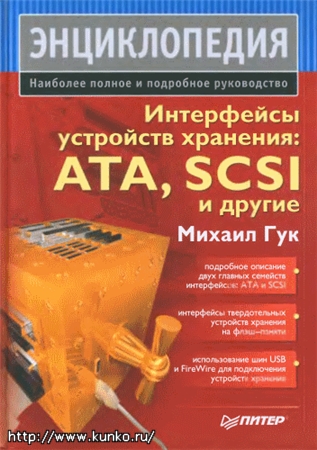 ЭНЦИКЛОПЕДИЯ
Наиболее полное и подробное руководство
Интерфейсы
устройств хранения:
ATA, SCSI
и другие
Михаил Гук
подробное описание
двух главных семейств
интерфейсов: ATA и SCSI
интерфейсы твердотельных
устройств хранения
на флэш-памяти
использование шин USB
и FireWire для подключения
устройств хранения
ПИТЕР
http://www.kunko.ru/